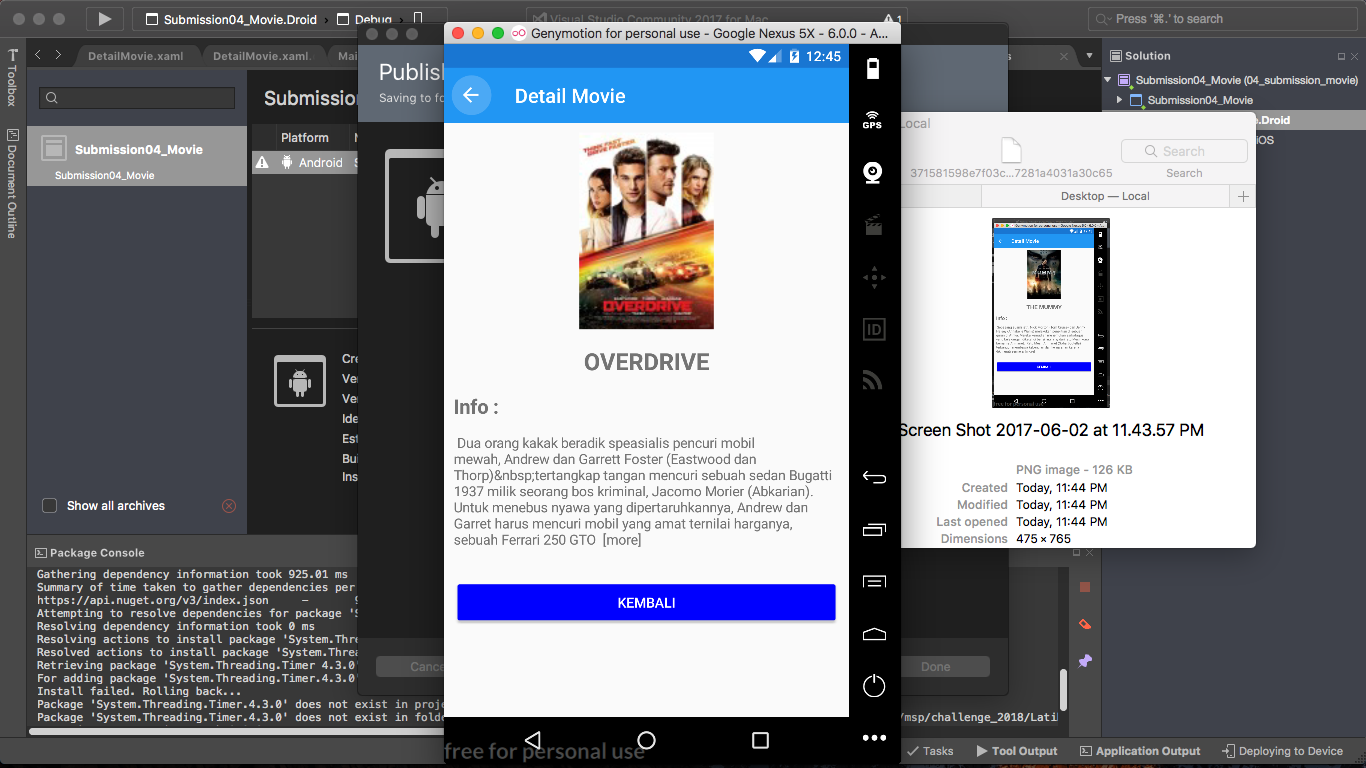 Submission04_Movie.Droid
Debug
Visual Studio Community 2017 for Mac
1
Press '⌘.' to search
DetailMovie.xaml
DetailMovie.xaml.
Mai
Toolbox
Document Outline
Submission04_Movie
Submission04_Movie
Show all archives
Submission
Platform
Android
Cre
Ver
Ver
Ide
Est
Bui
Ins
Publish
Saving to fo
Cance
Done
Genymotion for personal use - Google Nexus 5X - 6.0.0 - A...
12:45
Detail Movie
THINK FAST.
DRIVE FASTER.
OVERDRIVE
OVERDRIVE
Info :
Dua orang kakak beradik speasialis pencuri mobil
mewah, Andrew dan Garrett Foster (Eastwood dan
Thorp)&nbsp;tertangkap tangan mencuri sebuah sedan Bugatti
1937 milik seorang bos kriminal, Jacomo Morier (Abkarian).
Untuk menebus nyawa yang dipertaruhkannya, Andrew dan
Garret harus mencuri mobil yang amat ternilai harganya,
sebuah Ferrari 250 GTO  [more]
KEMBALI
free for personal use
GPS
ID
Solution
Submission04_Movie (04_submission_movie)
Submission04_Movie
e.Droid
iOS
Local
Search
371581598e7f03c...7281a4031a30c65
Search
Desktop — Local
Detail Movie
THE MUMMY
Info :
KEMBALI
free for personal use
Screen Shot 2017-06-02 at 11.43.57 PM
PNG image - 126 KB
Created Today, 11:44 PM
Modified Today, 11:44 PM
Last opened Today, 11:44 PM
Dimensions 475 × 765
Package Console
Gathering dependency information took 925.01 ms
Summary of time taken to gather dependencies per
https://api.nuget.org/v3/index.json -
Attempting to resolve dependencies for package 'S
Resolving dependency information took 0 ms
Resolving actions to install package 'System.Thre
Resolved actions to install package 'System.Threa
Retrieving package 'System.Threading.Timer 4.3.0'
For adding package 'System.Threading.Timer.4.3.0'
Install failed. Rolling back...
Package 'System.Threading.Timer.4.3.0' does not exist in proje
Package 'System.Threading.Timer.4.3.0' does not exist in folde
/msp/challenge_2018/Lati
Tasks
Tool Output
Application Output
Deploying to Device